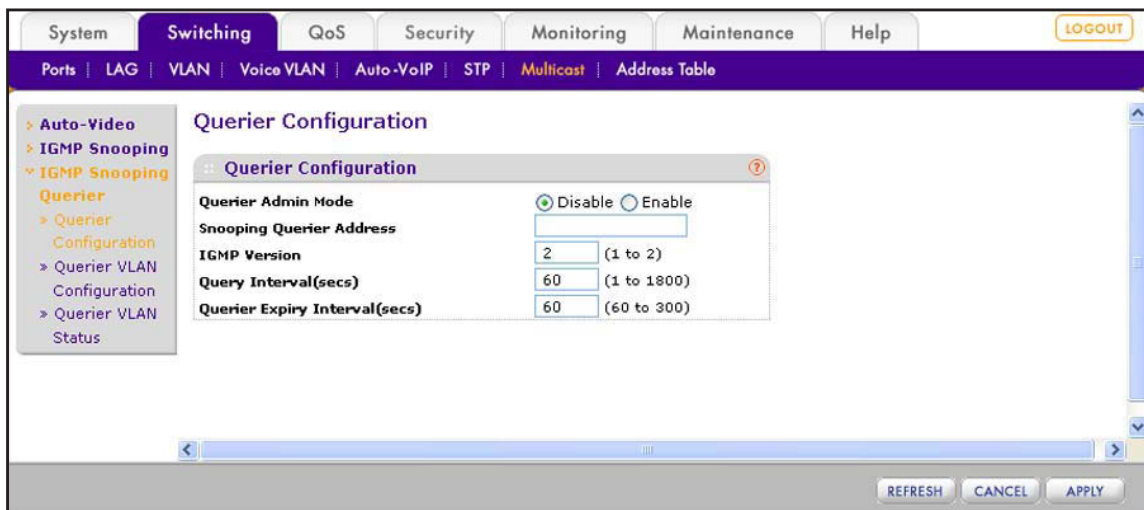 System Switching QoS Security Monitoring Maintenance Help LOGOUT
Ports | LAG | VLAN | Voice VLAN | Auto-VoIP | STP | Multicast | Address Table
Auto-Video
IGMP Snooping
IGMP Snooping
Querier
» Querier
Configuration
» Querier VLAN
Configuration
» Querier VLAN
Status
Querier Configuration
Querier Configuration ?
Querier Admin Mode Disable Enable
Snooping Querier Address
IGMP Version 2 (1 to 2)
Query Interval(secs) 60 (1 to 1800)
Querier Expiry Interval(secs) 60 (60 to 300)
REFRESH CANCEL APPLY